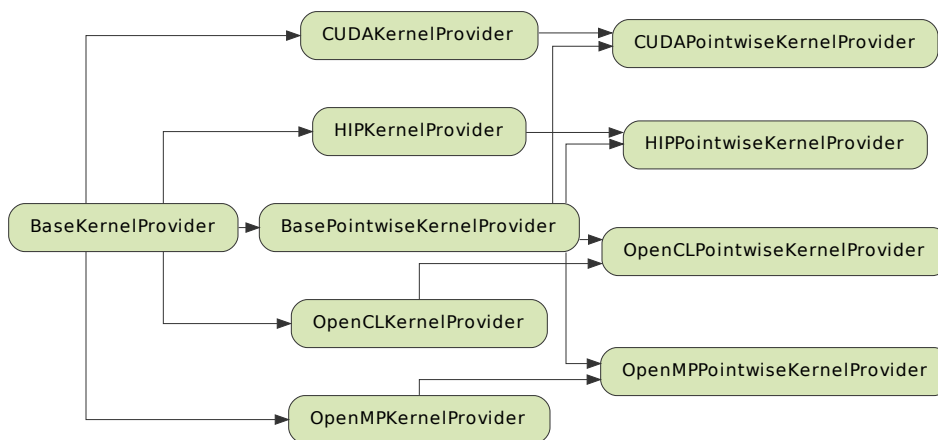 CUDAKernelProvider
CUDAPointwiseKernelProvider
HIPKernelProvider
HIPPointwiseKernelProvider
BaseKernelProvider
BasePointwiseKernelProvider
OpenCLPointwiseKernelProvider
OpenCLKernelProvider
OpenMPPointwiseKernelProvider
OpenMPKernelProvider